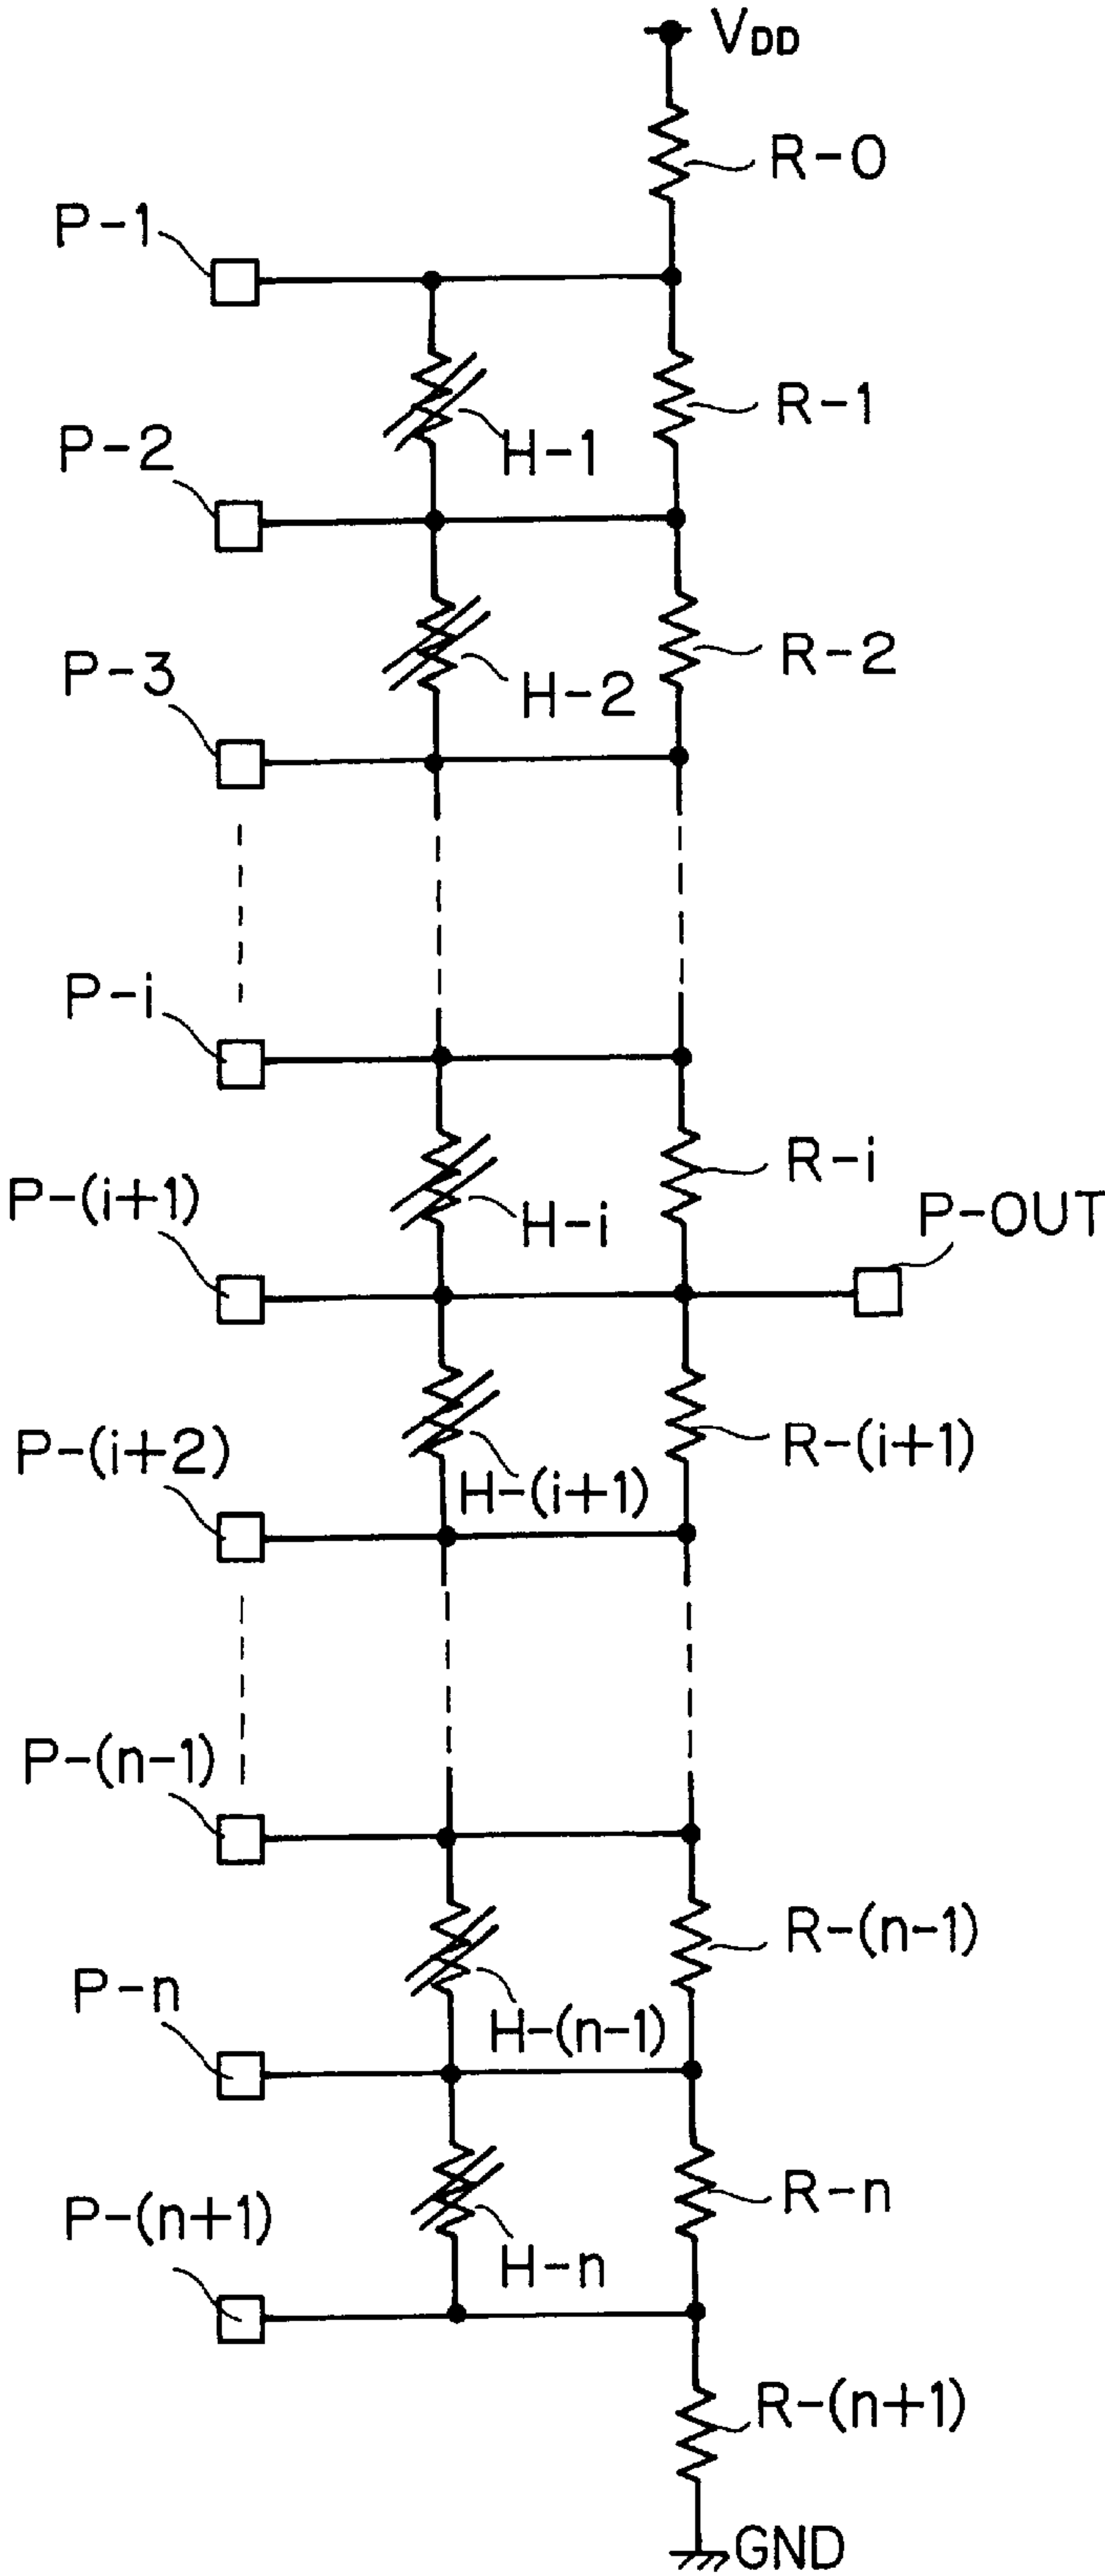 VDD
R-0
P-1
R-1
H-1
P-2
R-2
P-3
H-2
P-i
R-i
P-(i+1)
P-OUT
H-i
P-(i+2)
R-(i+1)
H-(i+1)
P-(n-1)
R-(n-1)
P-n
H-(n-1)
R-n
P-(n+1)
H-n
R-(n+1)
GND